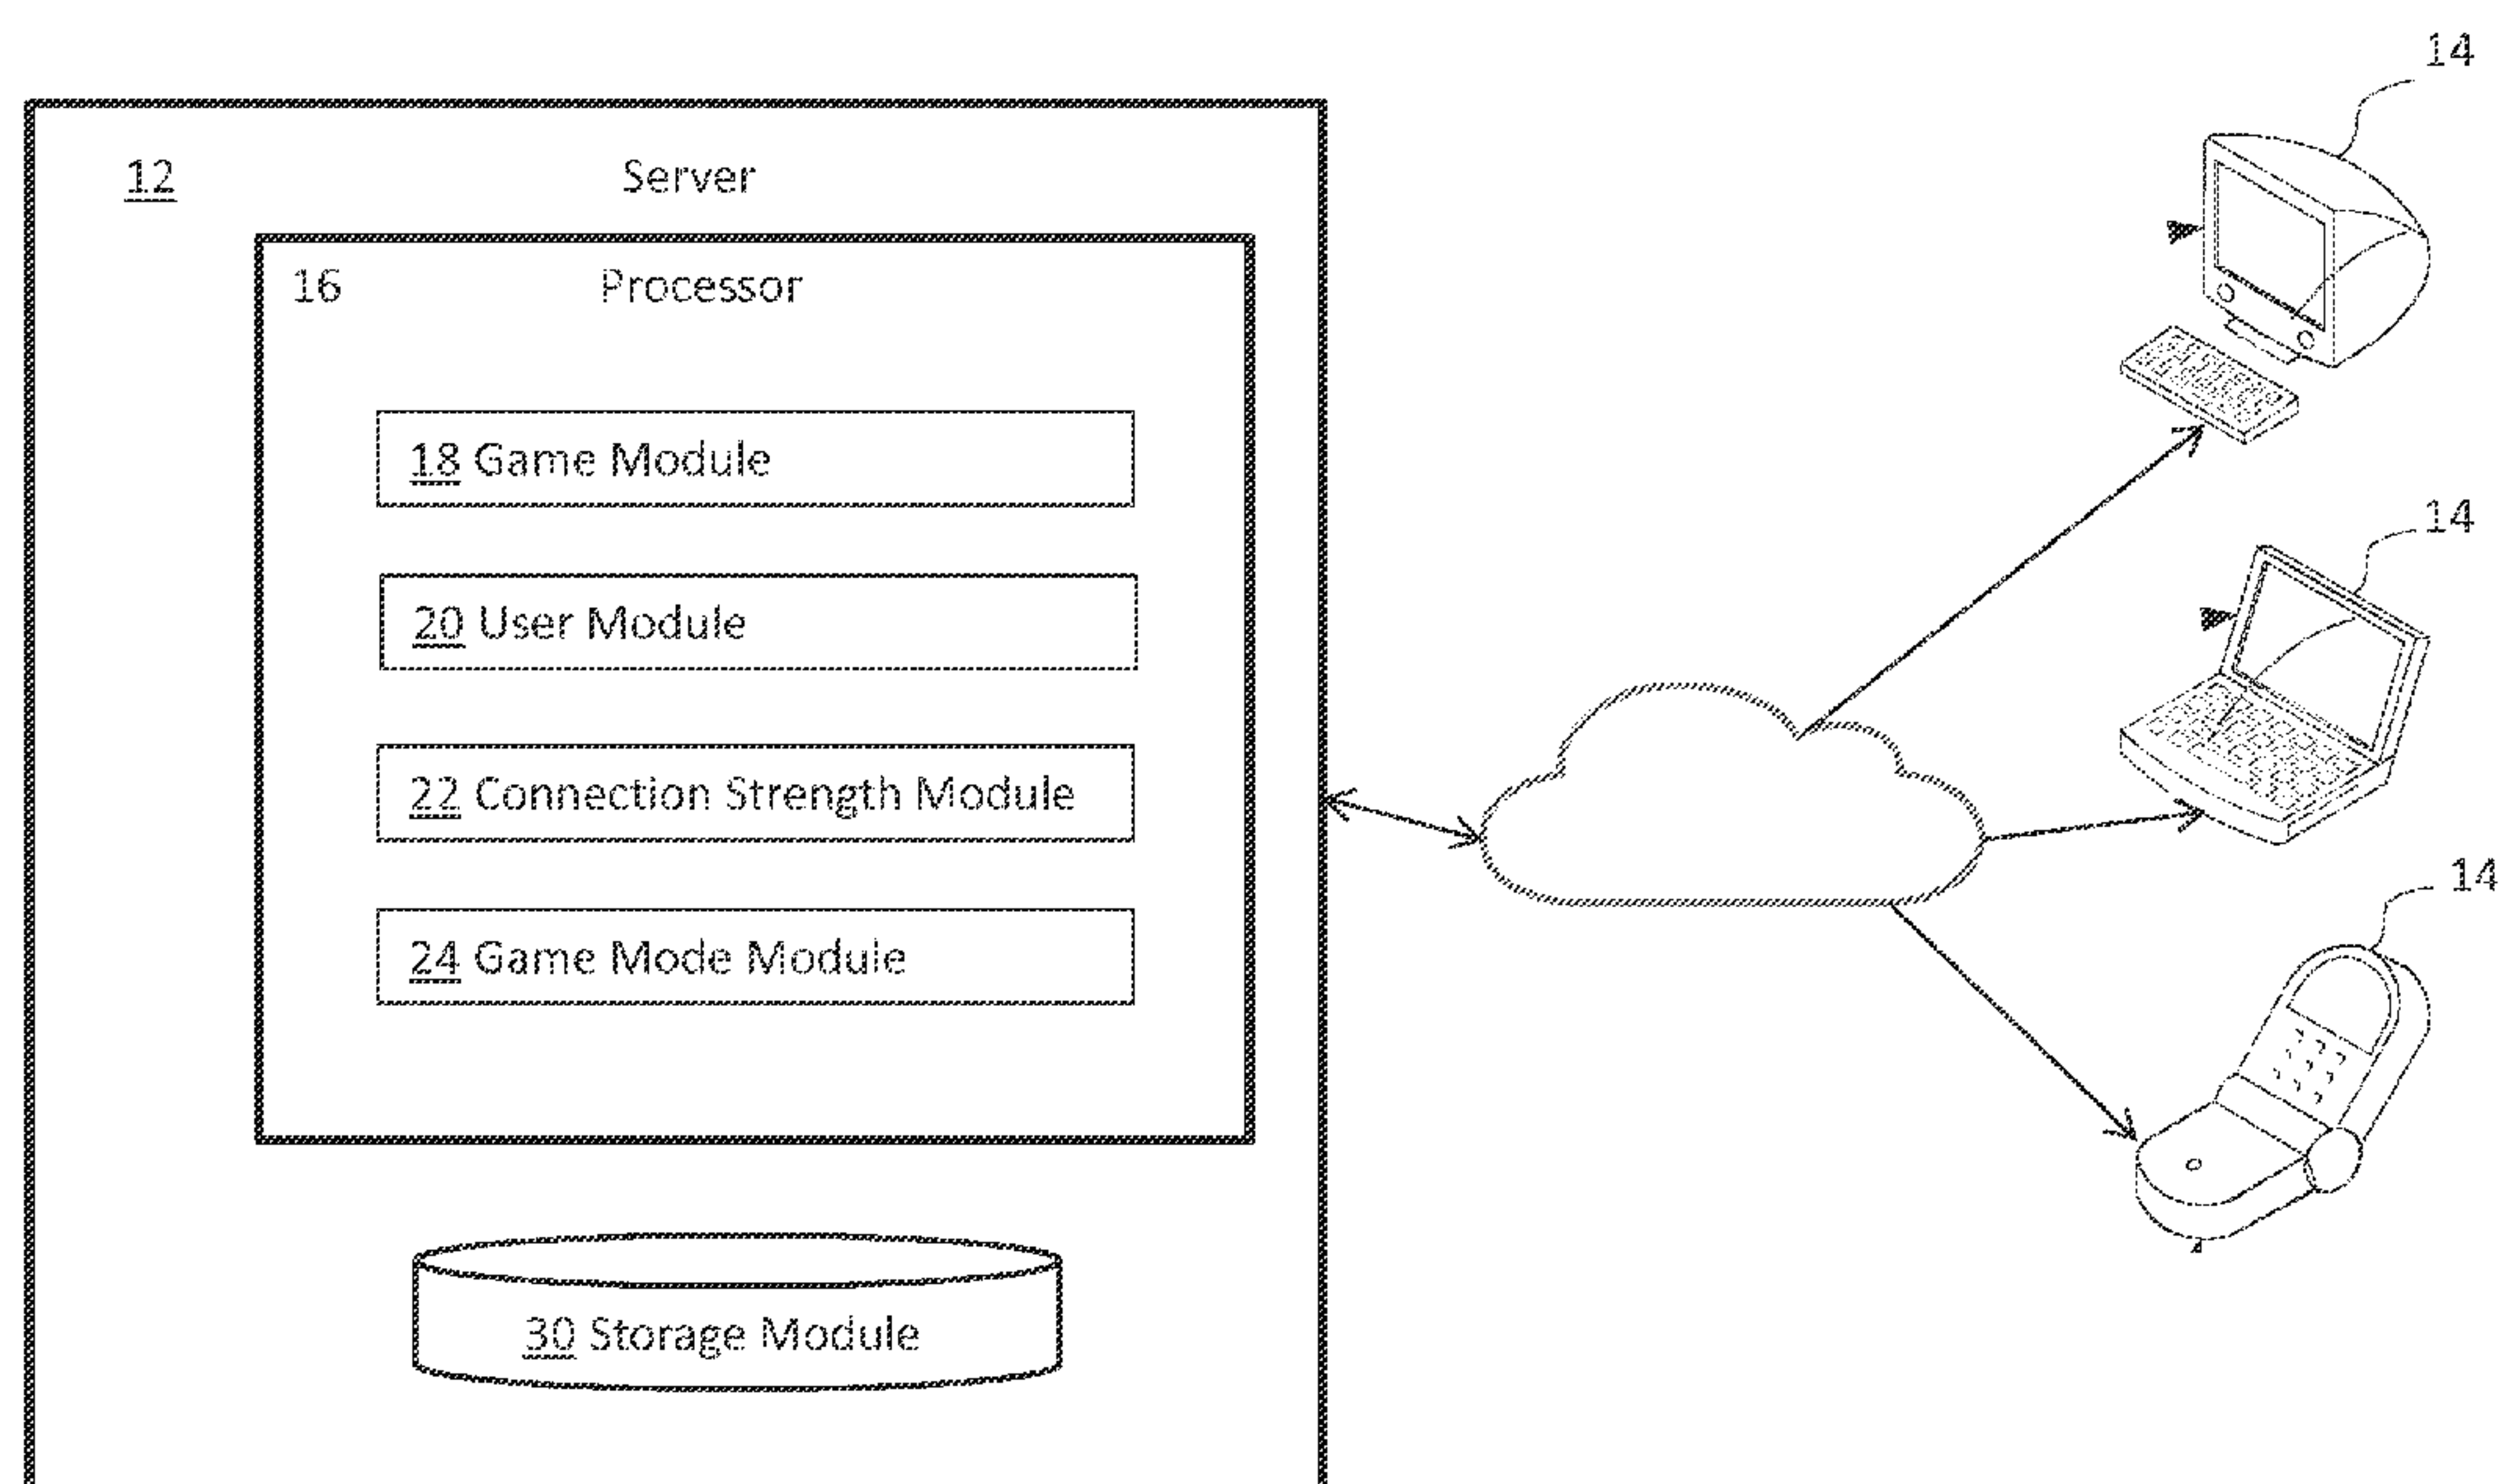 14
12 Server
16 Processor
18 Game Module
20 User Module
14
22 Connection Strength Module
14
24 Game Mode Module
30 Storage Module